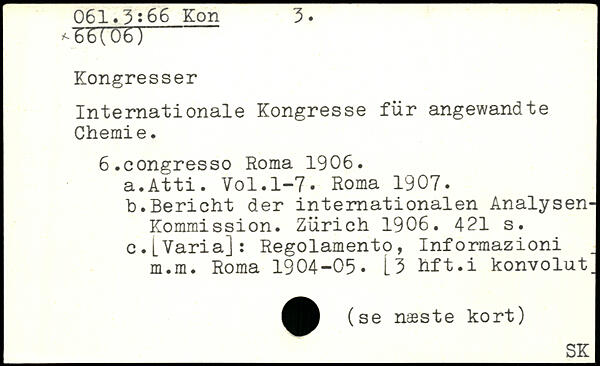 061.3:66 Kon 3.
×66(06)
Kongresser
Internationale Kongresse für angewandte
Chemie.
6.congresso Roma 1906.
a.Atti. Vol.1-7. Roma 1907.
b.Bericht der internationalen Analysen-
Kommission. Zürich 1906. 421 s.
c.[Varia]: Regolamento, Informazioni
m.m. Roma 1904-05. [3 hft.i konvolut]
(se næste kort)
SK